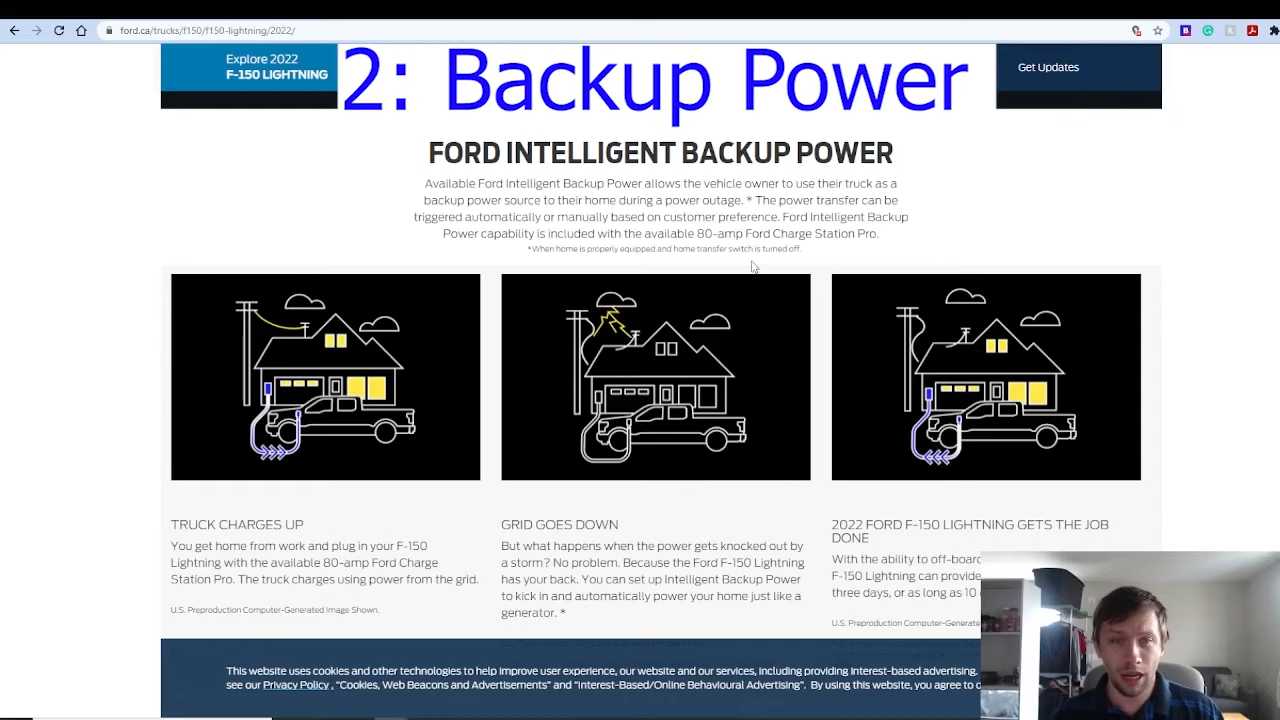 ford.ca/trucks/f150/f150-lightning/2022/
Explore 2022
F-150 LIGHTNING
2: Backup Power
Get Updates
FORD INTELLIGENT BACKUP POWER
Available Ford Intelligent Backup Power allows the vehicle owner to use their truck as a
backup power source to their home during a power outage. * The power transfer can be
triggered automatically or manually based on customer preference. Ford Intelligent Backup
Power capability is included with the available 80-amp Ford Charge Station Pro.
*When home is properly equipped and home transfer switch is turned off.
TRUCK CHARGES UP
You get home from work and plug in your F-150
Lightning with the available 80-amp Ford Charge
Station Pro. The truck charges using power from the grid.
U.S. Preproduction Computer-Generated Image Shown.
GRID GOES DOWN
But what happens when the power gets knocked out by
a storm? No problem. Because the Ford F-150 Lightning
has your back. You can set up Intelligent Backup Power
to kick in and automatically power your home just like a
generator. *
2022 FORD F-150 LIGHTNING GETS THE JOB
DONE
With the ability to off-board
F-150 Lightning can provide
three days, or as long as 10
U.S. Preproduction Computer-Generated
This website uses cookies and other technologies to help improve user experience, our website and our services, including providing interest-based advertising.
see our Privacy Policy , “Cookies, Web Beacons and Advertisements” and “Interest-Based/Online Behavioural Advertising”. By using this website, you agree to